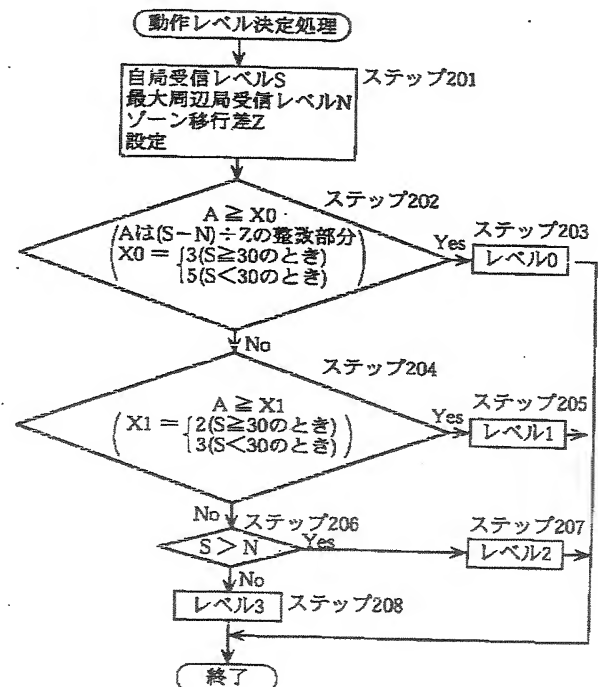 動作レベル決定処理
自局受信レベルS
最大周辺局受信レベルN
ゾーン移行差Z
設定
ステップ201
ステップ202
A ≧ X0
(Aは(S−N)÷Zの整数部分
X0 = {3(S≧30のとき)
5(S<30のとき)
Yes
ステップ203
レベル0
No
ステップ204
A ≧ X1
(X1 = {2(S≧30のとき)
3(S<30のとき))
Yes
ステップ205
レベル1
No
ステップ206
S > N
Yes
ステップ207
レベル2
No
レベル3
ステップ208
終了